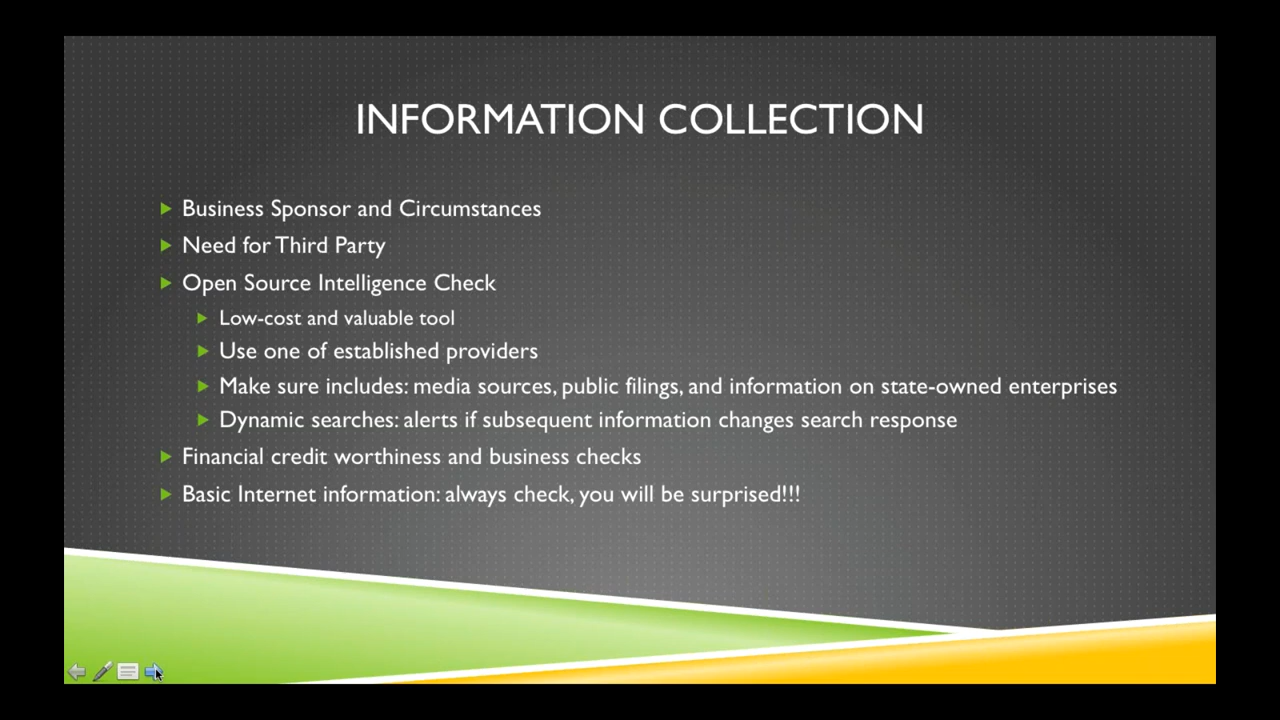 INFORMATION COLLECTION
Business Sponsor and Circumstances
Need for Third Party
Open Source Intelligence Check
Low-cost and valuable tool
Use one of established providers
Make sure includes: media sources, public filings, and information on state-owned enterprises
Dynamic searches: alerts if subsequent information changes search response
Financial credit worthiness and business checks
Basic Internet information: always check, you will be surprised!!!